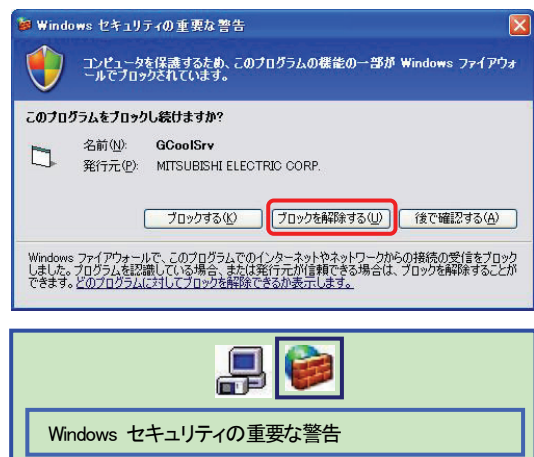 Windows セキュリティの重要な警告
コンピュータを保護するため、このプログラムの機能の一部が Windows ファイアウォ
ールでブロックされています。
このプログラムをブロックし続けますか?
名前(N): GCoolSrv
発行元(P): MITSUBISHI ELECTRIC CORP.
ブロックする(K) ブロックを解除する(U) 後で確認する(A)
Windows ファイアウォールで、このプログラムでのインターネットやネットワークからの接続の受信をブロック
しました。プログラムを認識している場合、または発行元が信頼できる場合は、ブロックを解除することが
できます。どのプログラムに対してブロックを解除できるか表示します。
Windows セキュリティの重要な警告